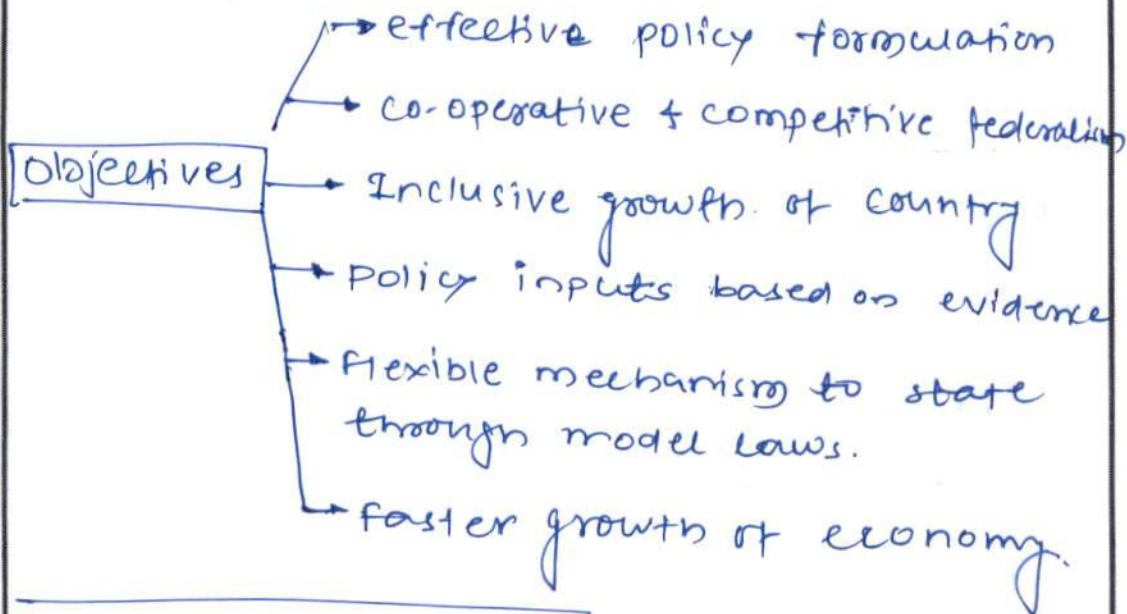 effective policy formulation
co-operative & competitive federalism
Objectives
Inclusive growth of country
Policy inputs based on evidence
Flexible mechanism to state
through model laws.
Faster growth of economy.